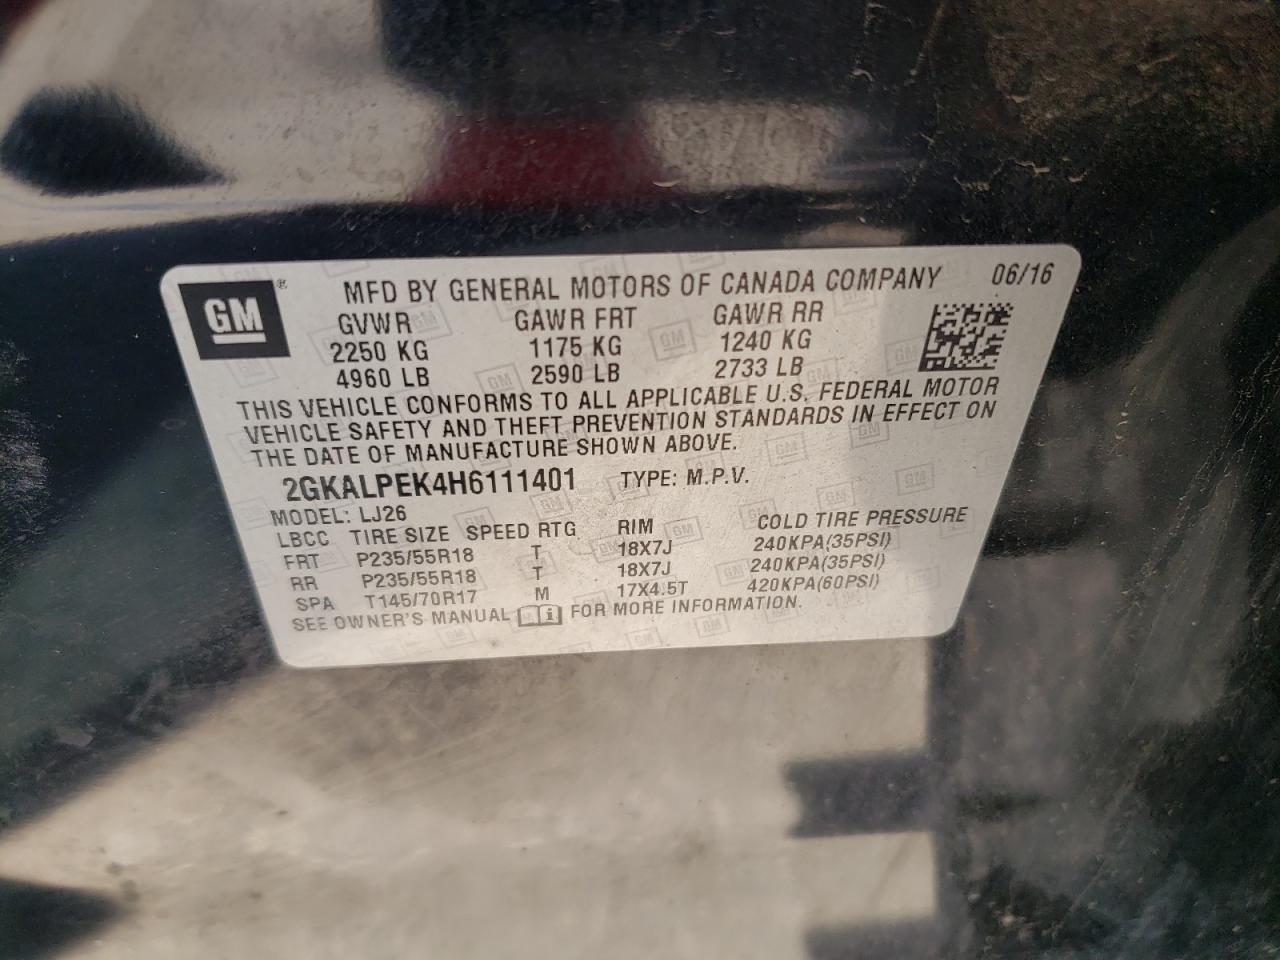 GM® MFD BY GENERAL MOTORS OF CANADA COMPANY 06/16
GVWR GAWR FRT GAWR RR
2250 KG 1175 KG 1240 KG
4960 LB 2590 LB 2733 LB
THIS VEHICLE CONFORMS TO ALL APPLICABLE U.S. FEDERAL MOTOR
VEHICLE SAFETY AND THEFT PREVENTION STANDARDS IN EFFECT ON
THE DATE OF MANUFACTURE SHOWN ABOVE.
2GKALPEK4H6111401 TYPE: M.P.V.
MODEL: LJ26
LBCC TIRE SIZE SPEED RTG RIM COLD TIRE PRESSURE
FRT P235/55R18 T 18X7J 240KPA(35PSI)
RR P235/55R18 T 18X7J 240KPA(35PSI)
SPA T145/70R17 M 17X4.5T 420KPA(60PSI)
SEE OWNER'S MANUAL FOR MORE INFORMATION.